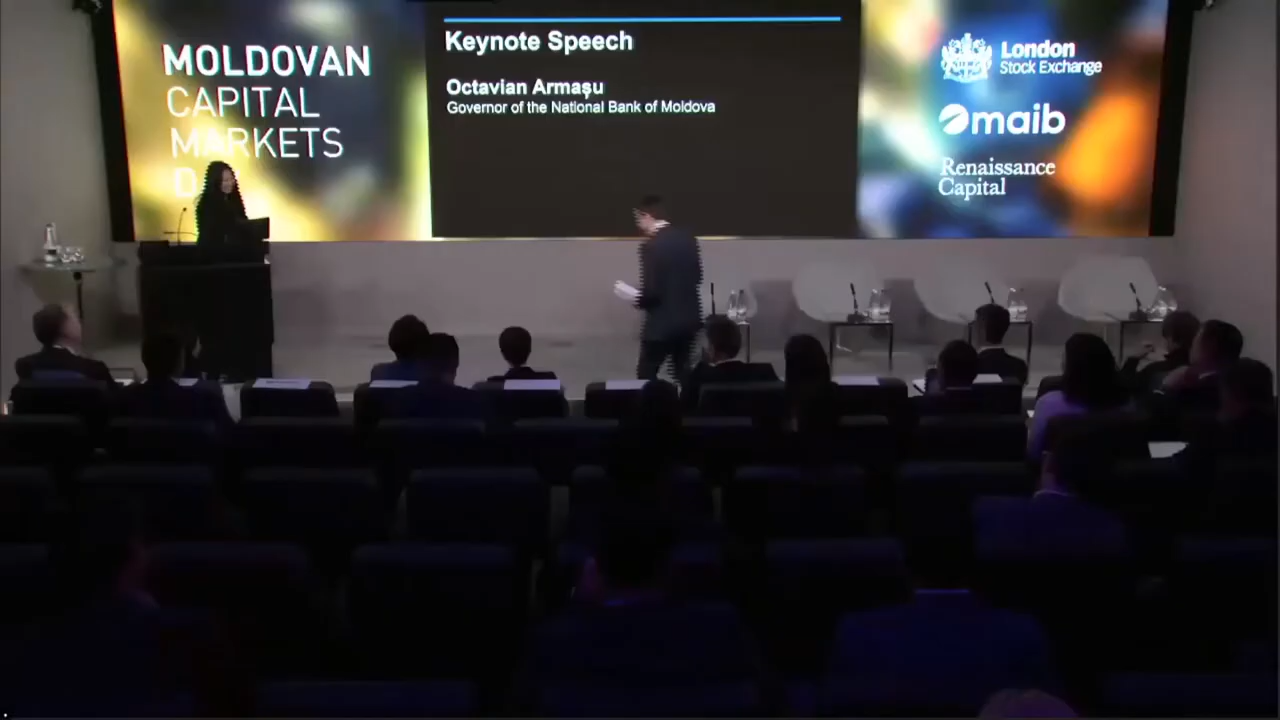 MOLDOVAN
CAPITAL
MARKETS
Keynote Speech
Octavian Armașu
Governor of the National Bank of Moldova
London
Stock Exchange
maib
Renaissance
Capital